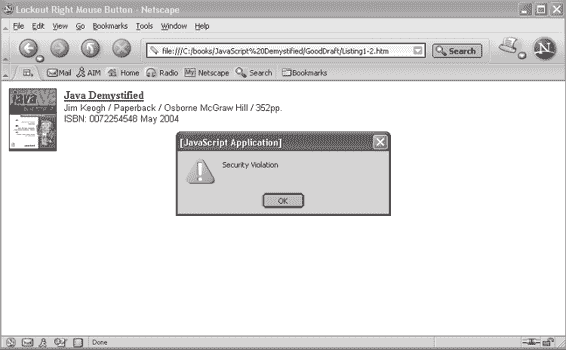 Lockout Right Mouse Button - Netscape
File Edit View Go Bookmarks Tools Window Help
file:///C:/books/JavaScript%20Demystified/GoodDraft/Listing1-2.htm Search N
Mail AIM Home Radio My Netscape Search Bookmarks
Java
Java Demystified
Jim Keogh / Paperback / Osborne McGraw Hill / 352pp.
ISBN: 0072254548 May 2004
[JavaScript Application]
Security Violation
OK
Done